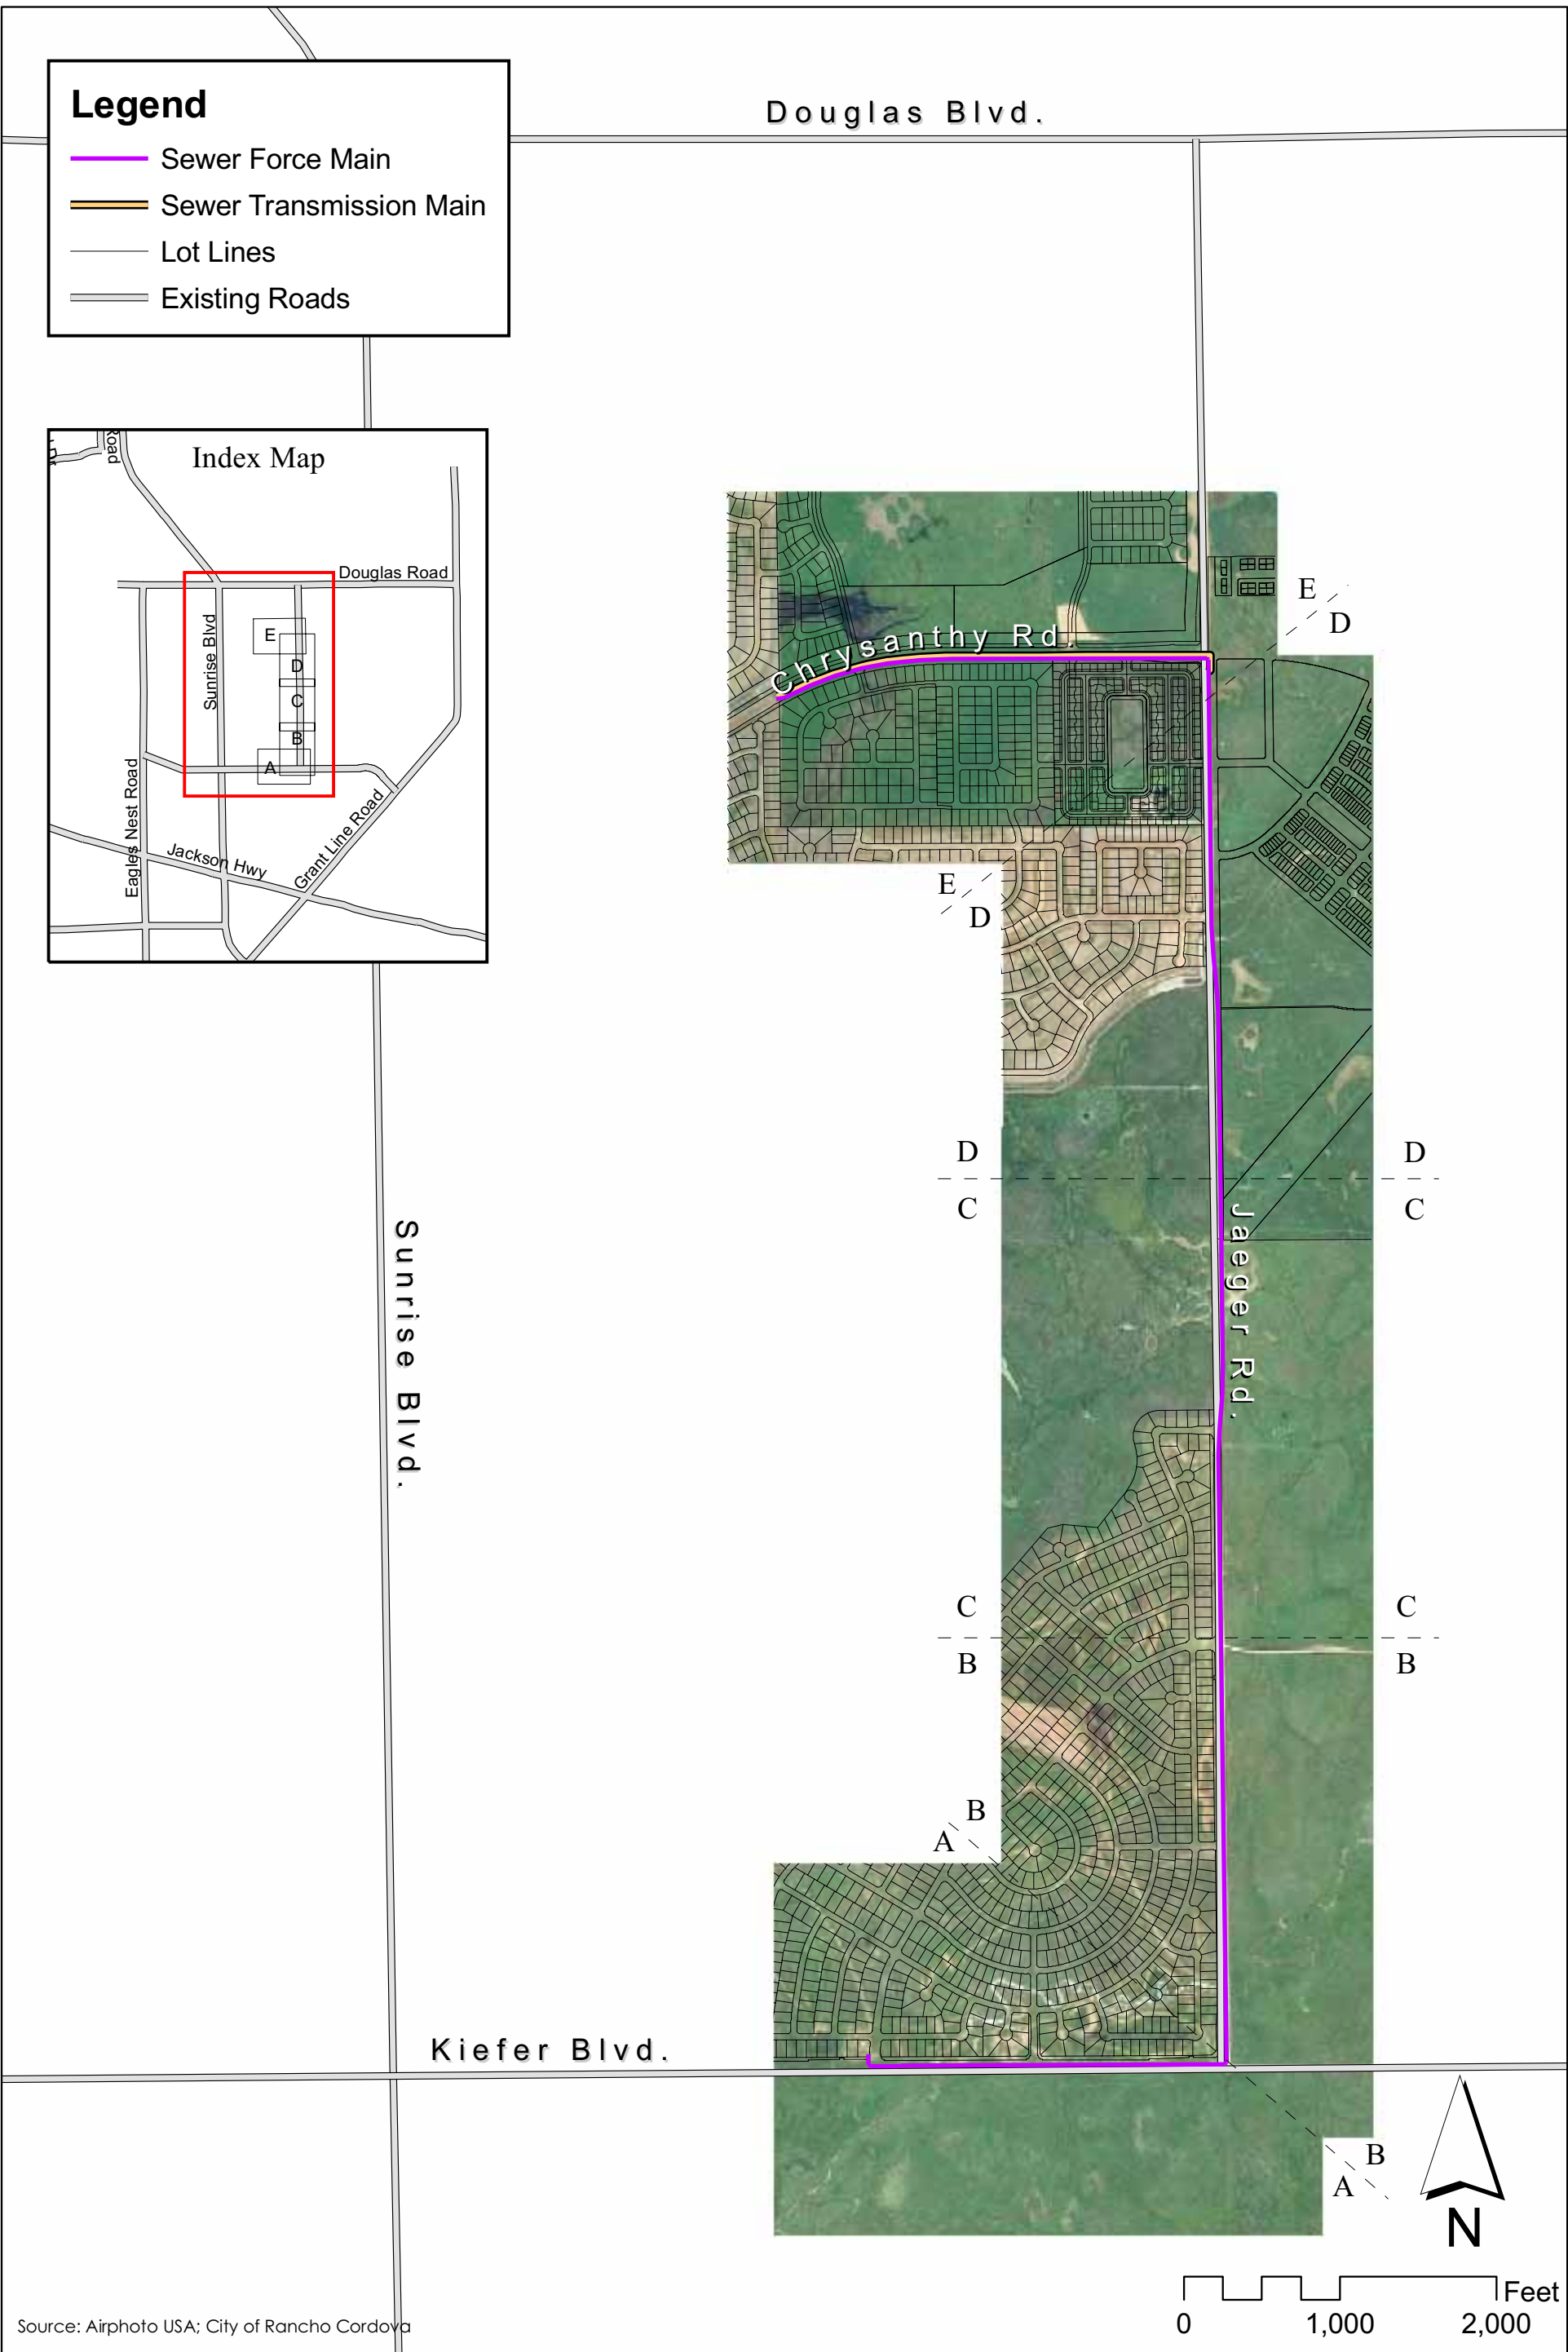 Douglas Blvd.
Legend
Sewer Force Main
Sewer Transmission Main
Lot Lines
Existing Roads
Index Map
Road
Douglas Road
Sunrise Blvd
E
D
C
B
A
Eagles Nest Road
Jackson Hwy
Grant Line Road
E
D
Chrysanthy Rd.
E
D
D
D
C
C
Jaeger Rd.
Sunrise Blvd.
C
C
B
B
B
A
Kiefer Blvd.
B
A
N
Feet
0 1,000 2,000
Source: Airphoto USA; City of Rancho Cordova